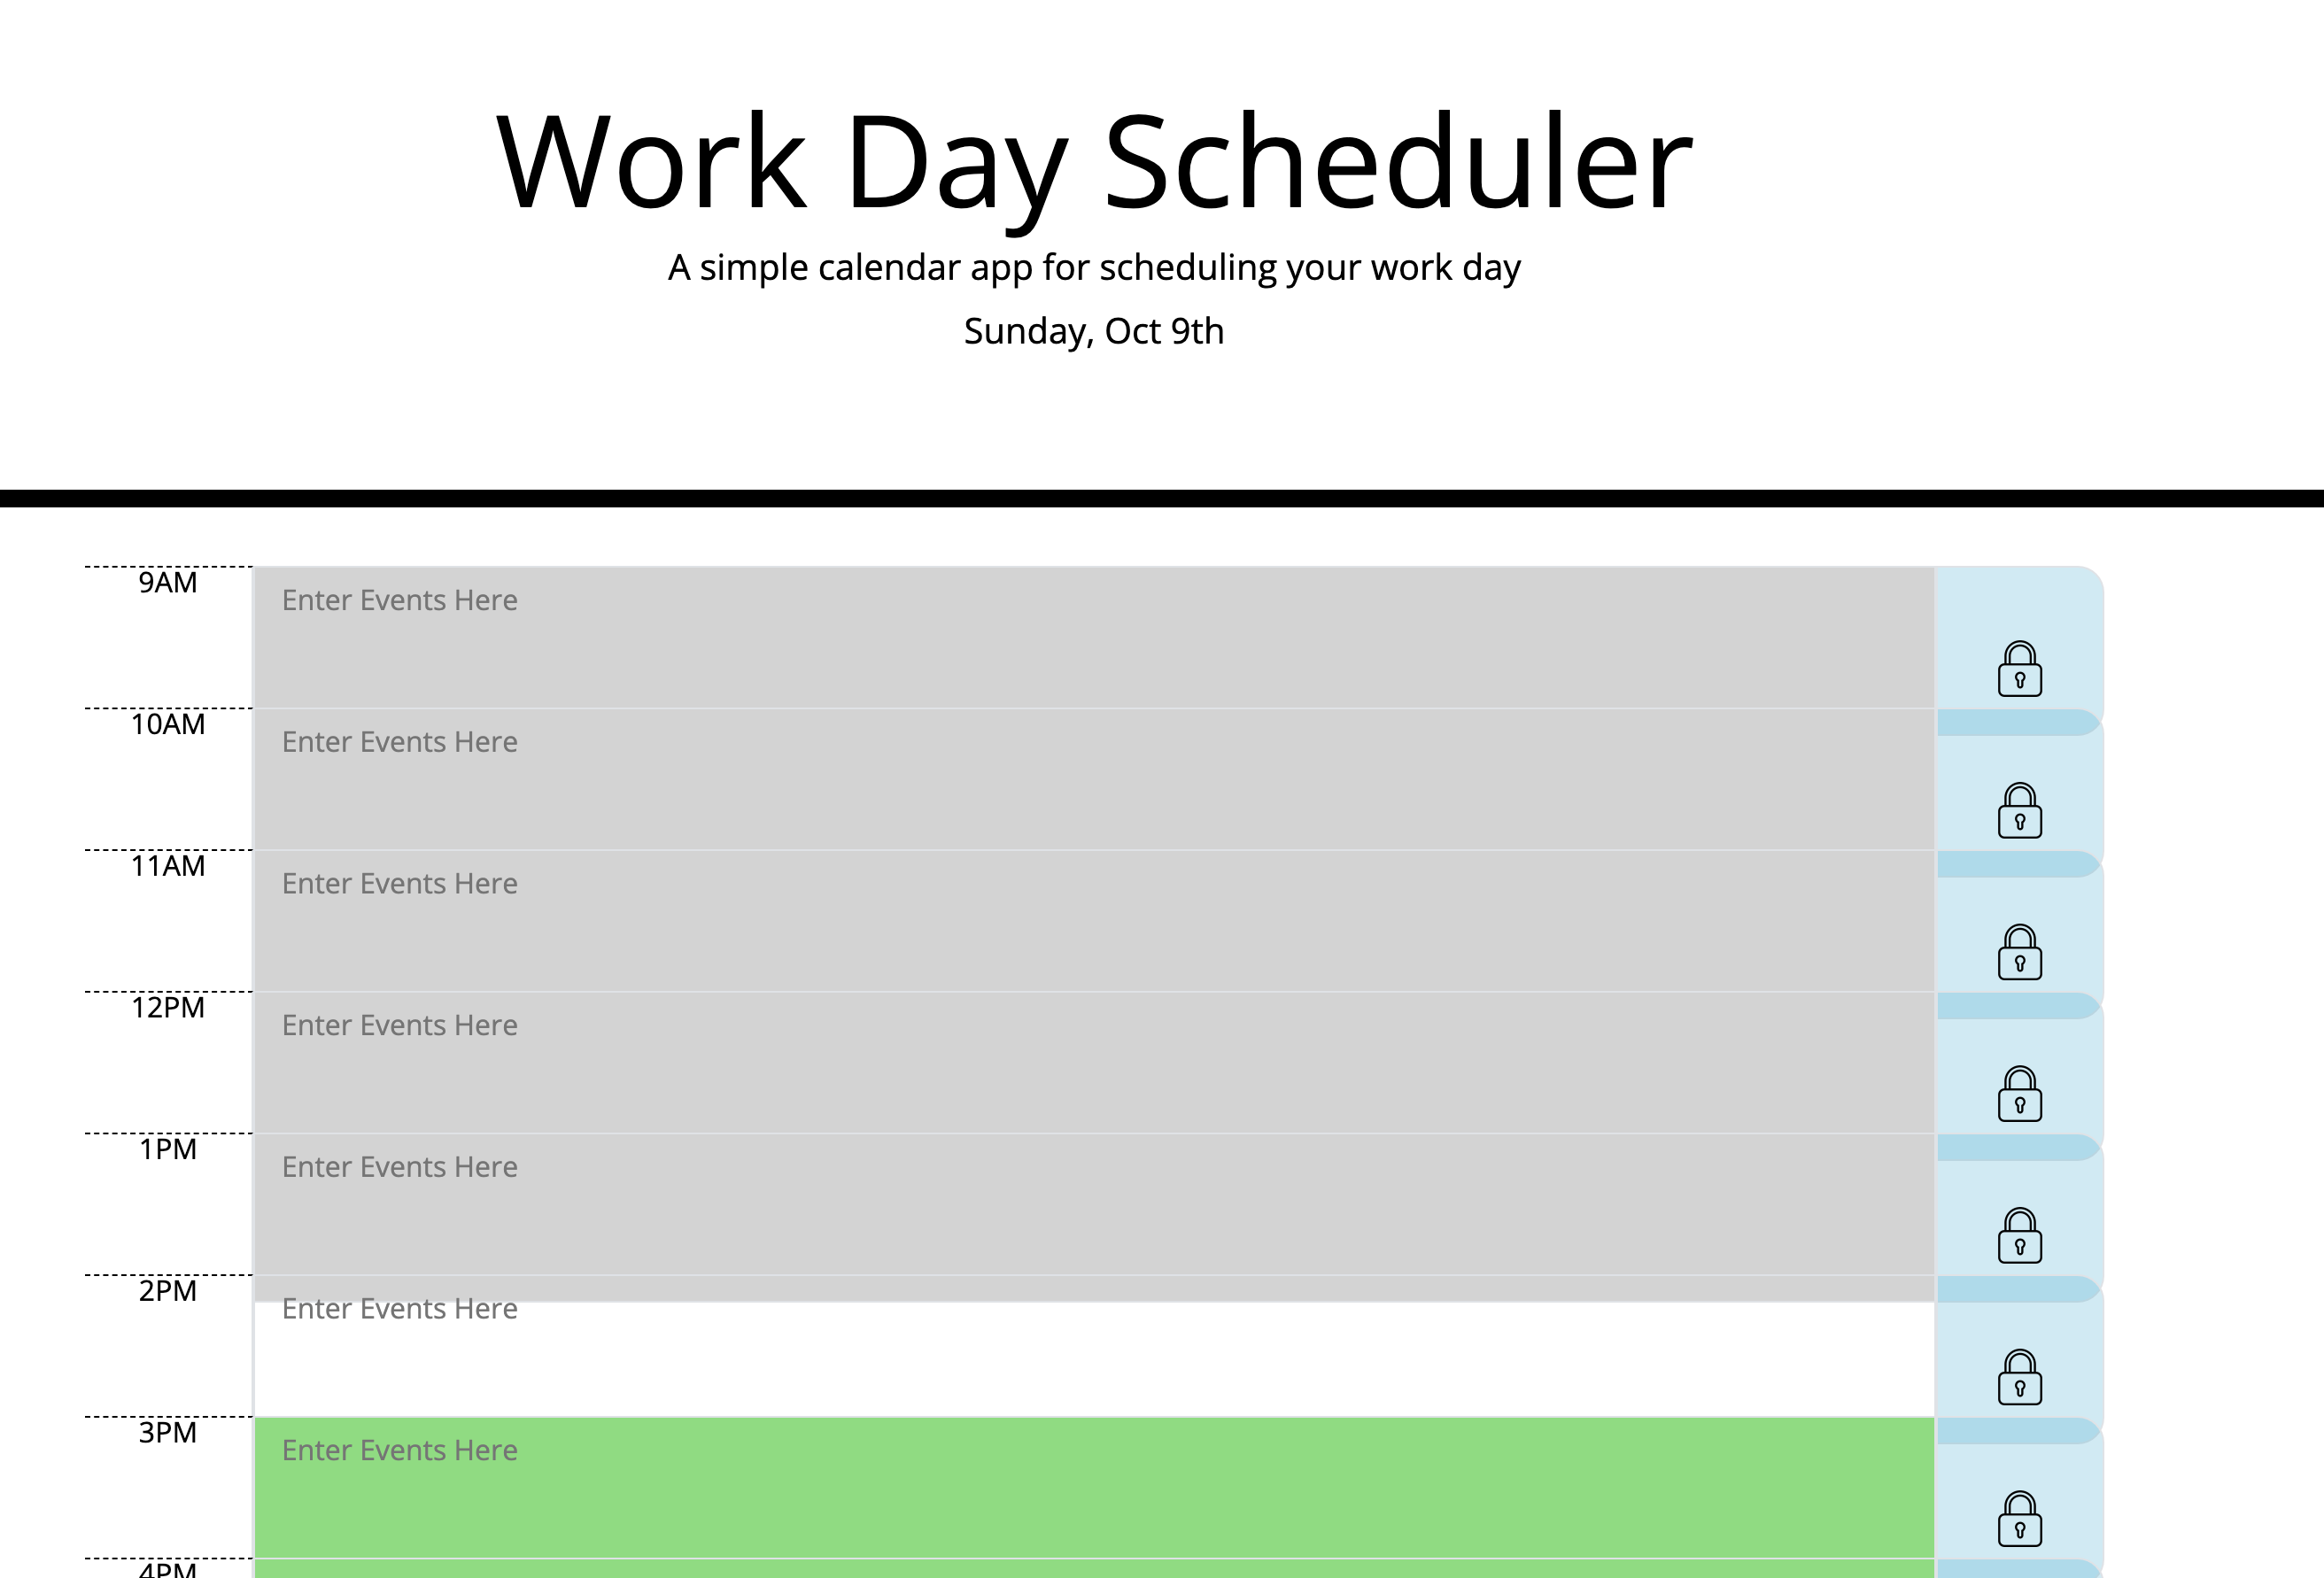 Work Day Scheduler
A simple calendar app for scheduling your work day
Sunday, Oct 9th
9AM
Enter Events Here
10AM
Enter Events Here
11AM
Enter Events Here
12PM
Enter Events Here
1PM
Enter Events Here
2PM
Enter Events Here
3PM
Enter Events Here
4PM